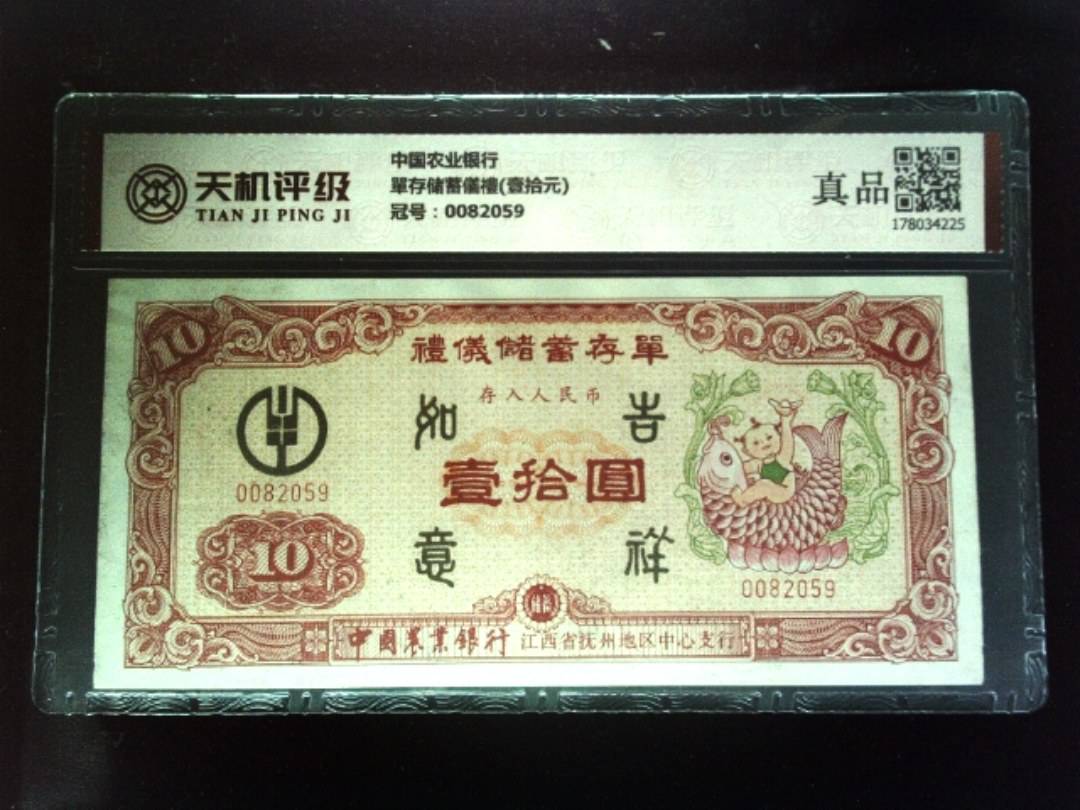 天机评级
TIAN JI PING JI
中国农业银行
單存储蓄儀禮(壹拾元)
冠号：0082059
真品
178034225
10
10
禮儀儲蓄存單
存入人民币
如意
吉祥
壹拾圓
0082059
10
0082059
中國農業銀行 江西省抚州地区中心支行